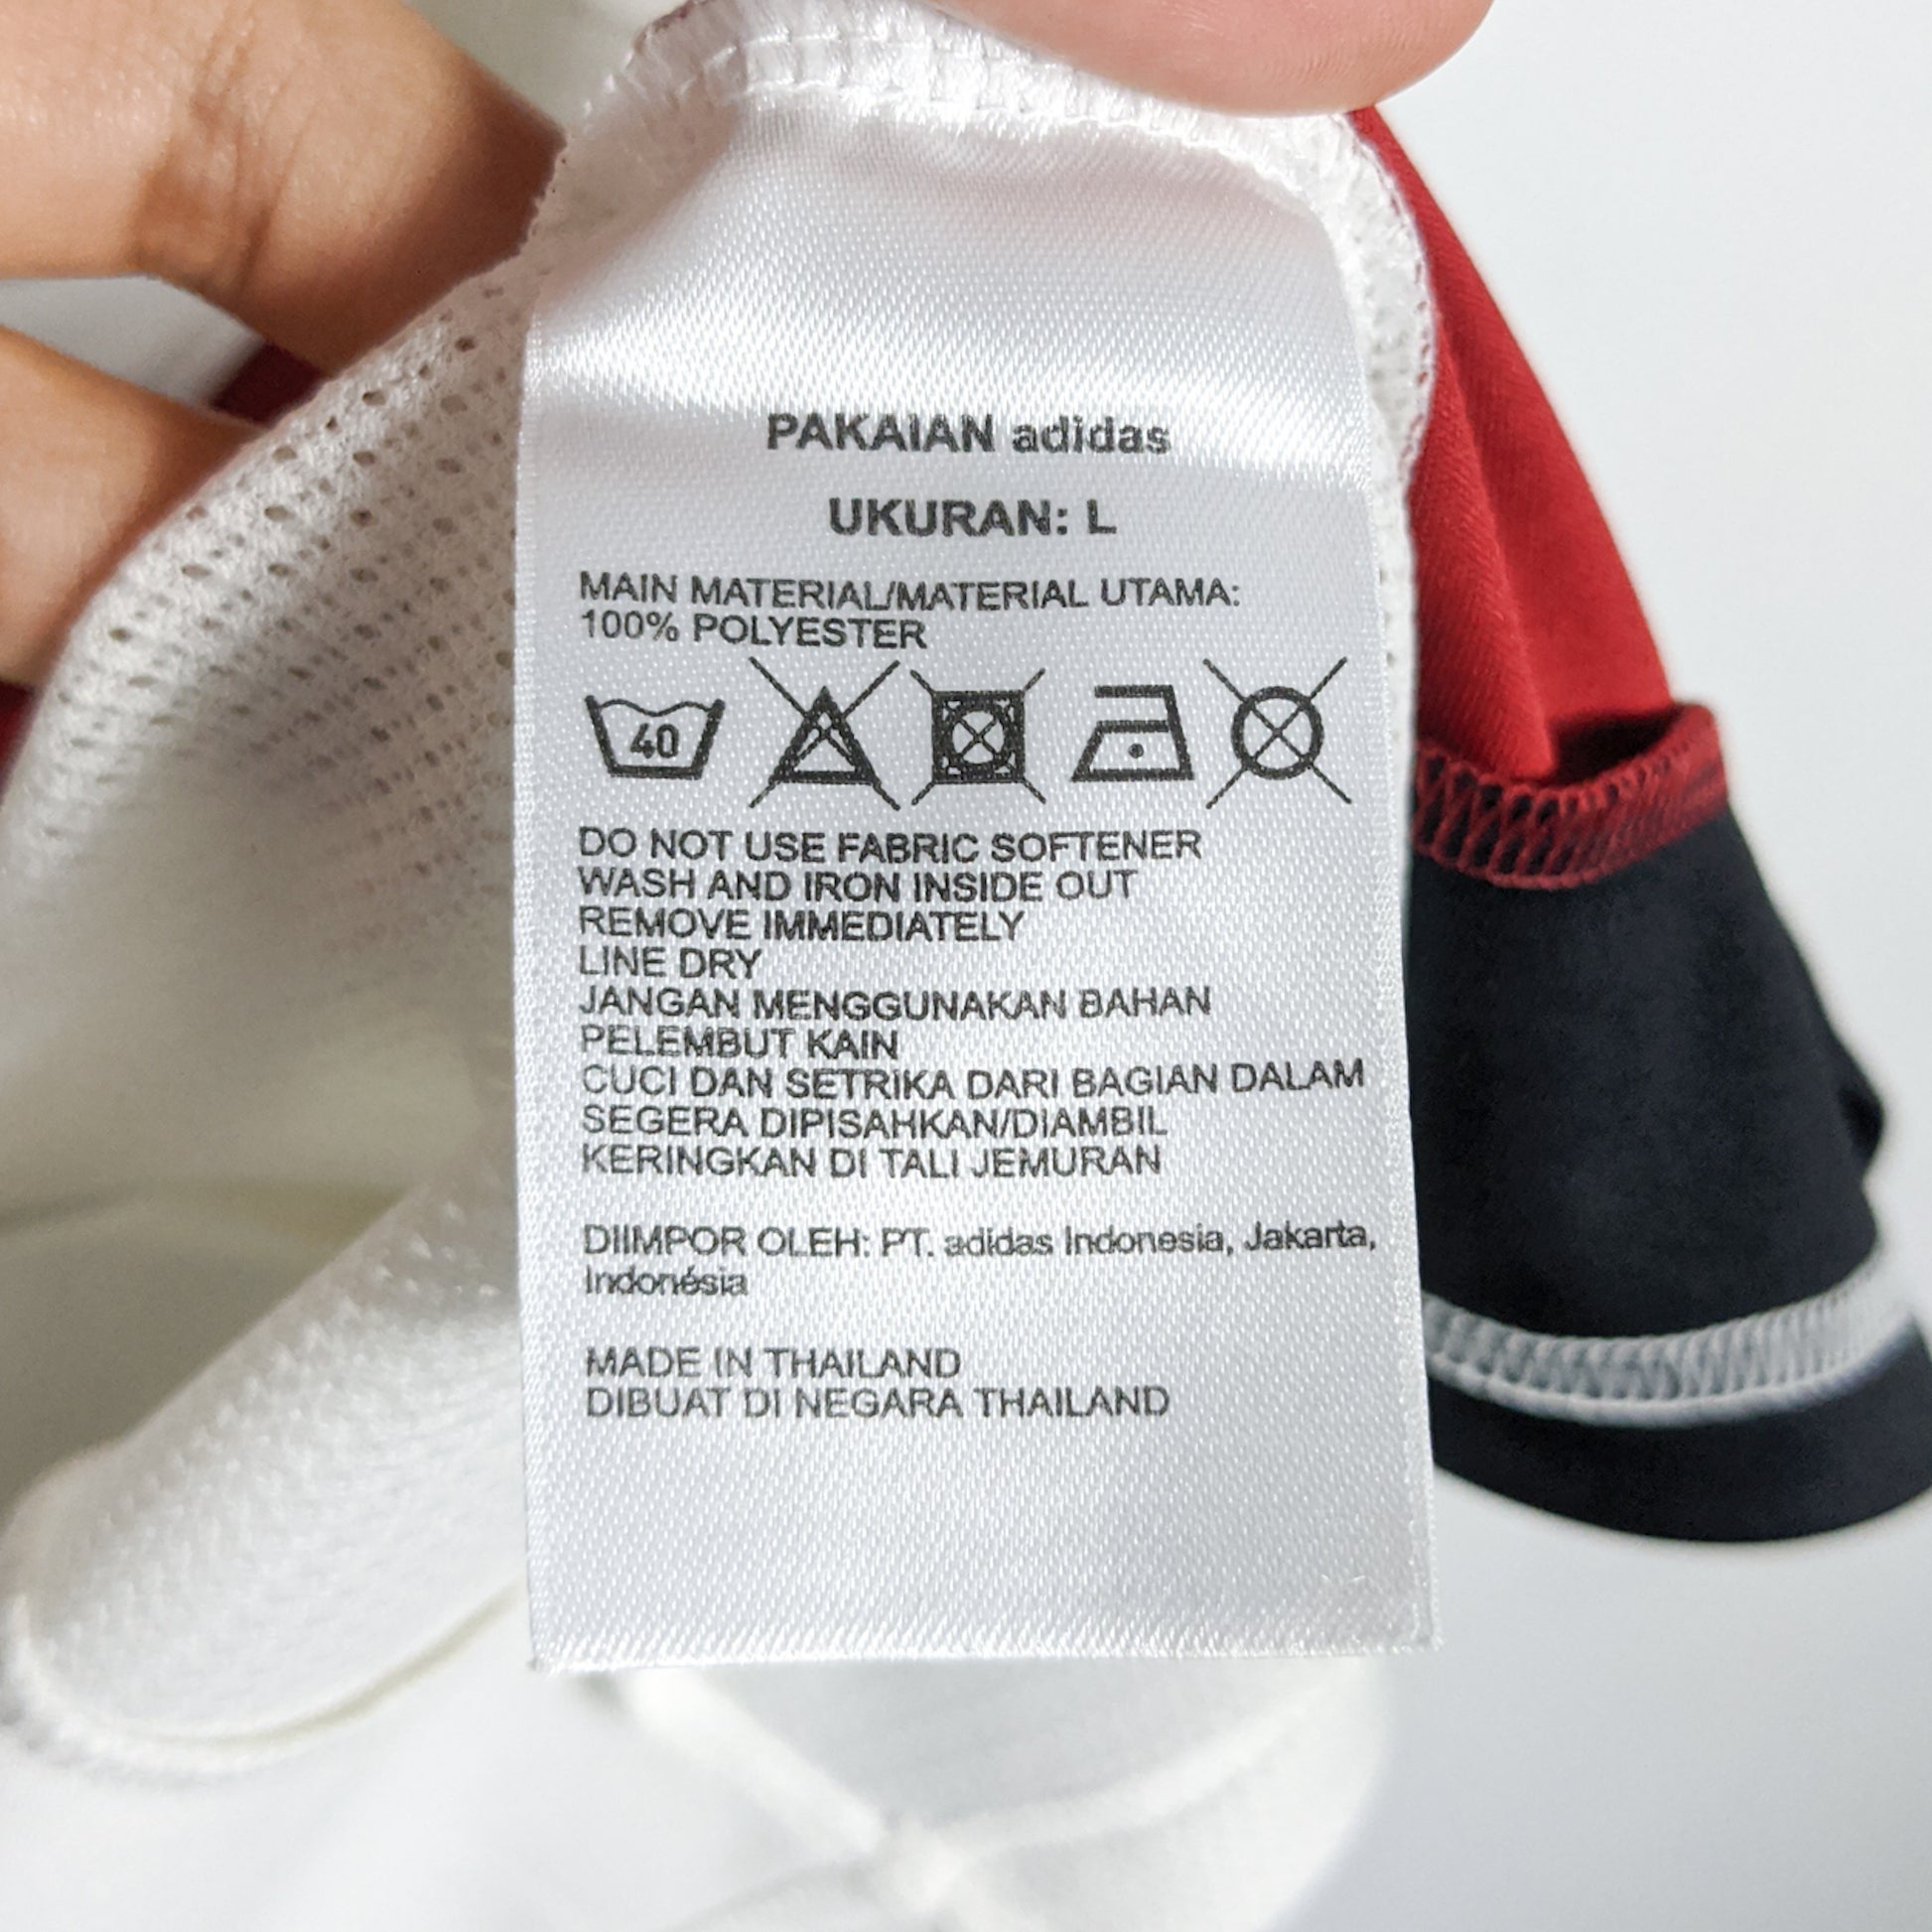 PAKAIAN adidas
UKURAN: L
MAIN MATERIAL/MATERIAL UTAMA:
100% POLYESTER
40
DO NOT USE FABRIC SOFTENER
WASH AND IRON INSIDE OUT
REMOVE IMMEDIATELY
LINE DRY
JANGAN MENGGUNAKAN BAHAN
PELEMBUT KAIN
CUCI DAN SETRIKA DARI BAGIAN DALAM
SEGERA DIPISAHKAN/DIAMBIL
KERINGKAN DI TALI JEMURAN
DIIMPOR OLEH: PT. adidas Indonesia, Jakarta,
Indonésia
MADE IN THAILAND
DIBUAT DI NEGARA THAILAND